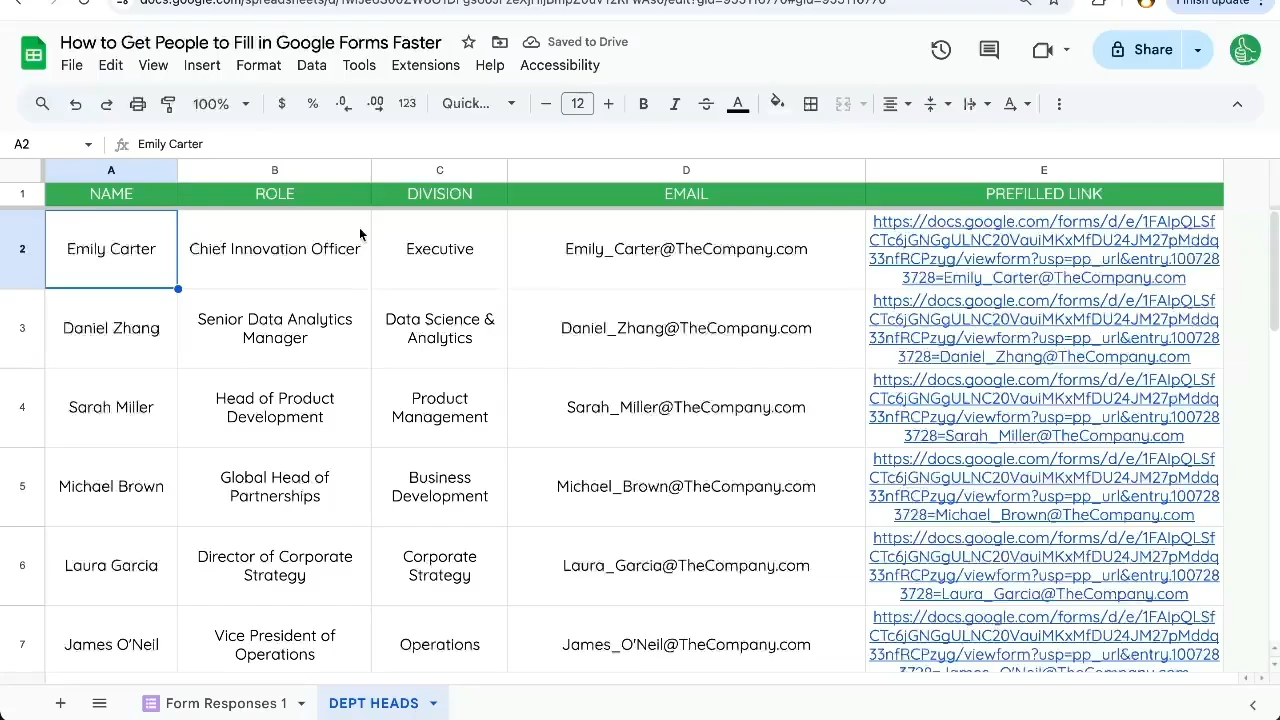 How to Get People to Fill in Google Forms Faster
Saved to Drive
File Edit View Insert Format Data Tools Extensions Help Accessibility
Share
100% $ % .0 .00 123 Quick... 12 B I A
A2 fx Emily Carter
A B C D E
1 NAME ROLE DIVISION EMAIL PREFILLED LINK
2 Emily Carter Chief Innovation Officer Executive Emily_Carter@TheCompany.com
https://docs.google.com/forms/d/e/1FAIpQLSf
CTc6jGNGgULNC20VauiMKxMfDU24JM27pMddq
33nfRCPzyg/viewform?usp=pp_url&entry.100728
3728=Emily_Carter@TheCompany.com
3 Daniel Zhang Senior Data Analytics
Manager
Data Science &
Analytics
Daniel_Zhang@TheCompany.com
https://docs.google.com/forms/d/e/1FAIpQLSf
CTc6jGNGgULNC20VauiMKxMfDU24JM27pMddq
33nfRCPzyg/viewform?usp=pp_url&entry.100728
3728=Daniel_Zhang@TheCompany.com
4 Sarah Miller Head of Product
Development
Product
Management
Sarah_Miller@TheCompany.com
https://docs.google.com/forms/d/e/1FAIpQLSf
CTc6jGNGgULNC20VauiMKxMfDU24JM27pMddq
33nfRCPzyg/viewform?usp=pp_url&entry.100728
3728=Sarah_Miller@TheCompany.com
5 Michael Brown Global Head of
Partnerships
Business
Development
Michael_Brown@TheCompany.com
https://docs.google.com/forms/d/e/1FAIpQLSf
CTc6jGNGgULNC20VauiMKxMfDU24JM27pMddq
33nfRCPzyg/viewform?usp=pp_url&entry.100728
3728=Michael_Brown@TheCompany.com
6 Laura Garcia Director of Corporate
Strategy
Corporate
Strategy
Laura_Garcia@TheCompany.com
https://docs.google.com/forms/d/e/1FAIpQLSf
CTc6jGNGgULNC20VauiMKxMfDU24JM27pMddq
33nfRCPzyg/viewform?usp=pp_url&entry.100728
3728=Laura_Garcia@TheCompany.com
7 James O'Neil Vice President of
Operations
Operations
James_O'Neil@TheCompany.com
https://docs.google.com/forms/d/e/1FAIpQLSf
CTc6jGNGgULNC20VauiMKxMfDU24JM27pMddq
33nfRCPzyg/viewform?usp=pp_url&entry.100728
Form Responses 1 DEPT HEADS